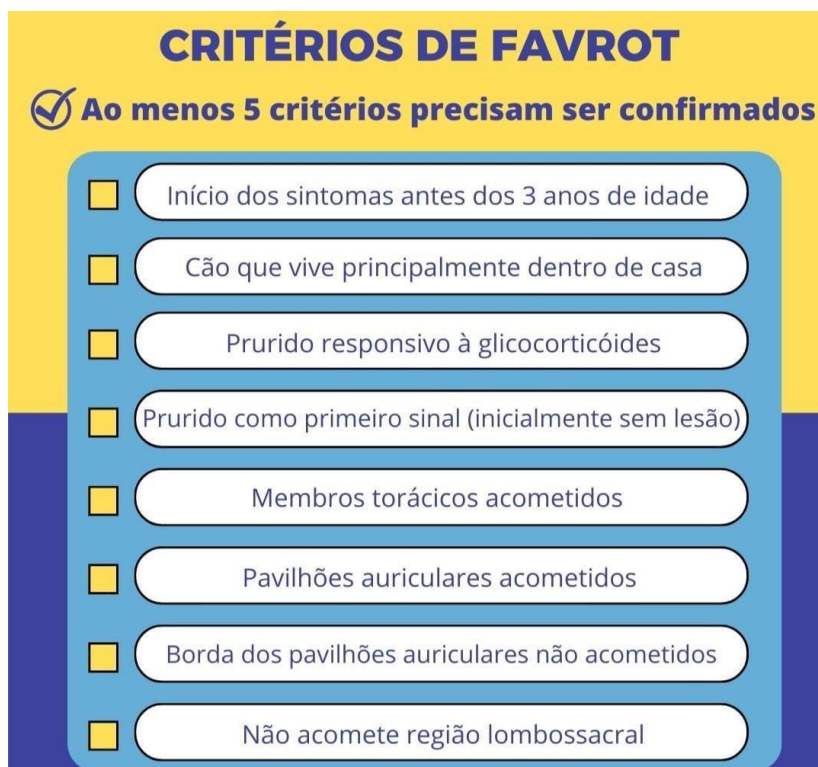 CRITÉRIOS DE FAVROT
Ao menos 5 critérios precisam ser confirmados
Início dos sintomas antes dos 3 anos de idade
Cão que vive principalmente dentro de casa
Prurido responsivo à glicocorticóides
Prurido como primeiro sinal (inicialmente sem lesão)
Membros torácicos acometidos
Pavilhões auriculares acometidos
Borda dos pavilhões auriculares não acometidos
Não acomete região lombossacral